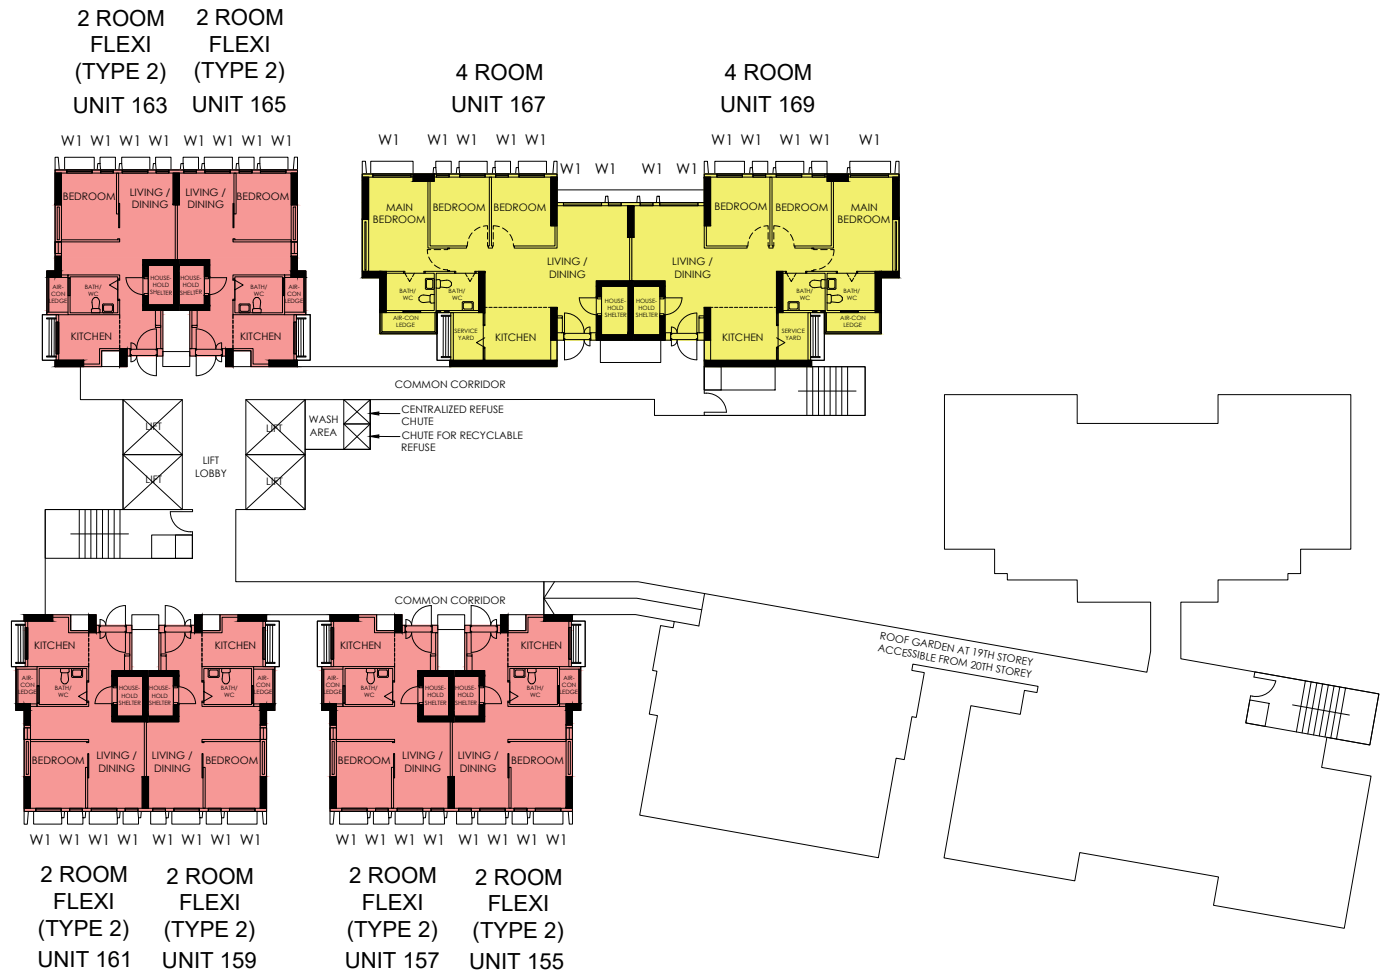 2 ROOM
FLEXI
(TYPE 2)
UNIT 163
2 ROOM
FLEXI
(TYPE 2)
UNIT 165
4 ROOM
UNIT 167
4 ROOM
UNIT 169
W1 W1 W1 W1 W1 W1 W1 W1
W1 W1 W1 W1 W1 W1 W1 W1 W1 W1 W1 W1 W1 W1
BEDROOM
LIVING /
DINING
LIVING /
DINING
BEDROOM
AIR-
CON
LEDGE
BATH/
WC
HOUSE-
HOLD
SHELTER
HOUSE-
HOLD
SHELTER
BATH/
WC
AIR-
CON
LEDGE
KITCHEN
KITCHEN
MAIN
BEDROOM
BEDROOM
BEDROOM
LIVING /
DINING
BATH/
WC
BATH/
WC
AIR-CON
LEDGE
SERVICE
YARD
KITCHEN
HOUSE-
HOLD
SHELTER
HOUSE-
HOLD
SHELTER
LIVING /
DINING
BEDROOM
BEDROOM
MAIN
BEDROOM
BATH/
WC
BATH/
WC
AIR-CON
LEDGE
KITCHEN
SERVICE
YARD
COMMON CORRIDOR
LIFT
LIFT
WASH
AREA
CENTRALIZED REFUSE
CHUTE
CHUTE FOR RECYCLABLE
REFUSE
LIFT
LOBBY
LIFT
LIFT
COMMON CORRIDOR
ROOF GARDEN AT 19TH STOREY
ACCESSIBLE FROM 20TH STOREY
KITCHEN
KITCHEN
AIR-
CON
LEDGE
BATH/
WC
HOUSE-
HOLD
SHELTER
HOUSE-
HOLD
SHELTER
BATH/
WC
AIR-
CON
LEDGE
BEDROOM
LIVING /
DINING
LIVING /
DINING
BEDROOM
KITCHEN
KITCHEN
AIR-
CON
LEDGE
BATH/
WC
HOUSE-
HOLD
SHELTER
HOUSE-
HOLD
SHELTER
BATH/
WC
AIR-
CON
LEDGE
BEDROOM
LIVING /
DINING
LIVING /
DINING
BEDROOM
W1 W1 W1 W1 W1 W1 W1 W1
W1 W1 W1 W1 W1 W1 W1 W1
2 ROOM
FLEXI
(TYPE 2)
UNIT 161
2 ROOM
FLEXI
(TYPE 2)
UNIT 159
2 ROOM
FLEXI
(TYPE 2)
UNIT 157
2 ROOM
FLEXI
(TYPE 2)
UNIT 155